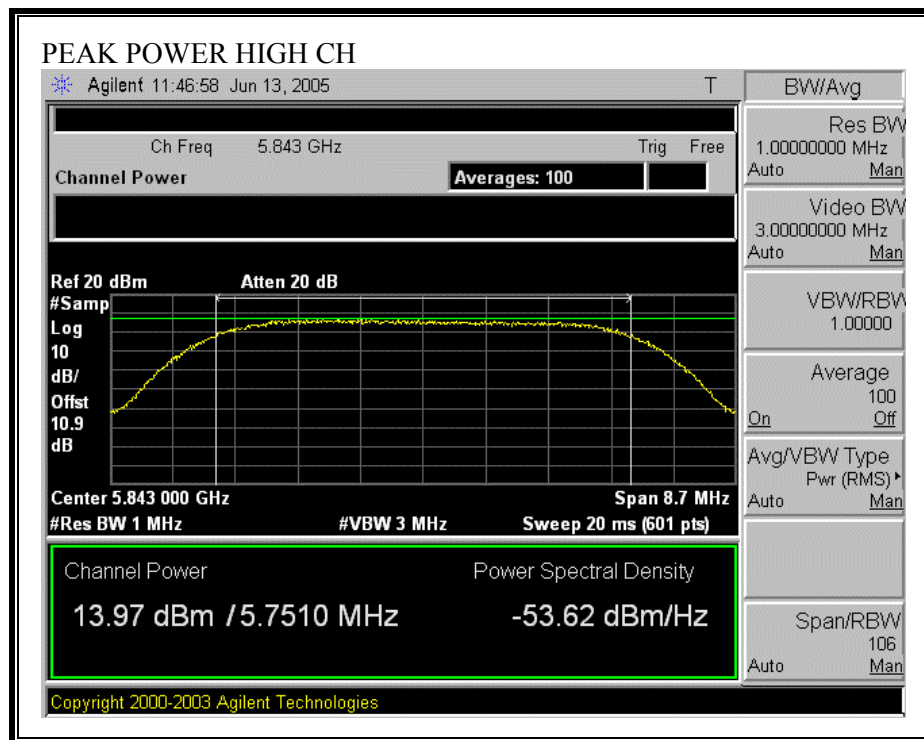 PEAK POWER HIGH CH
Agilent 11:46:58 Jun 13, 2005 T
Ch Freq 5.843 GHz Trig Free
Channel Power Averages: 100
Ref 20 dBm Atten 20 dB
#Samp
Log
10
dB/
Offst
10.9
dB
Center 5.843 000 GHz Span 8.7 MHz
#Res BW 1 MHz #VBW 3 MHz Sweep 20 ms (601 pts)
Channel Power Power Spectral Density
13.97 dBm / 5.7510 MHz -53.62 dBm/Hz
Copyright 2000-2003 Agilent Technologies
BW/Avg
Res BW
1.00000000 MHz
Auto Man
Video BW
3.00000000 MHz
Auto Man
VBW/RBW
1.00000
Average
100
On Off
Avg/VBW Type
Pwr (RMS)
Auto Man
Span/RBW
106
Auto Man